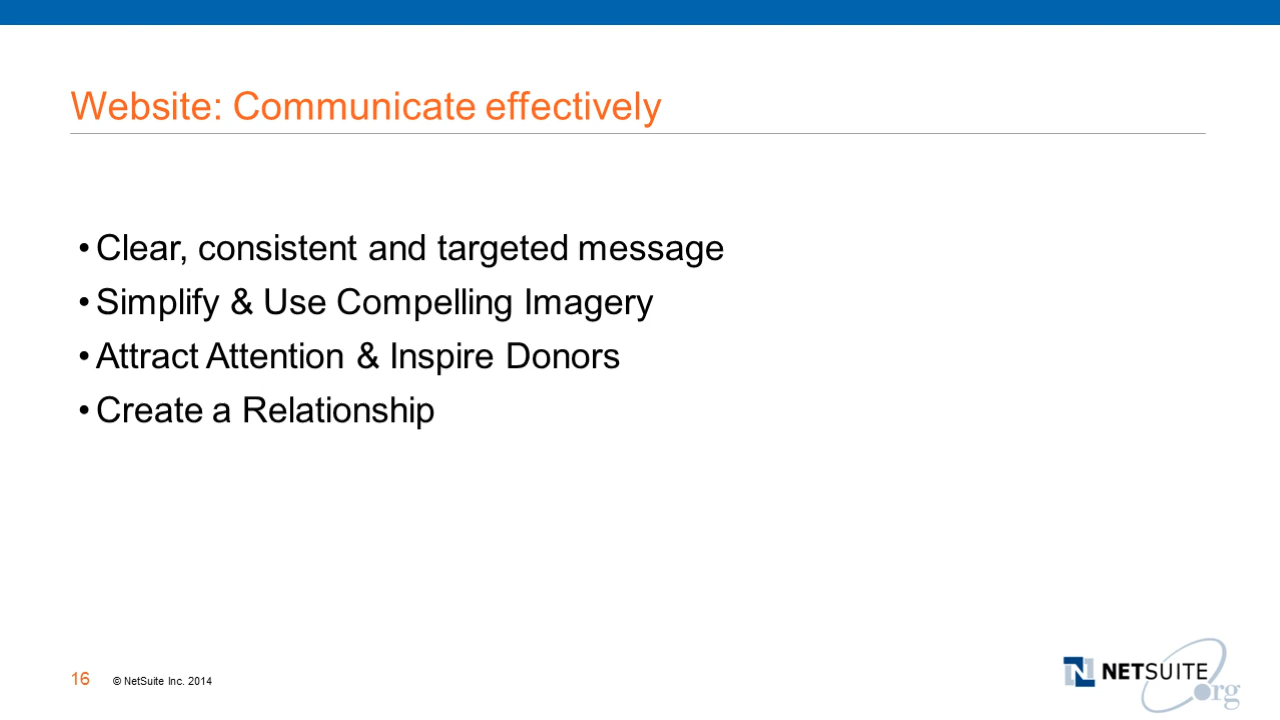 Website: Communicate effectively
• Clear, consistent and targeted message
• Simplify & Use Compelling Imagery
• Attract Attention & Inspire Donors
• Create a Relationship
16 © NetSuite Inc. 2014
N NETSUITE
.org